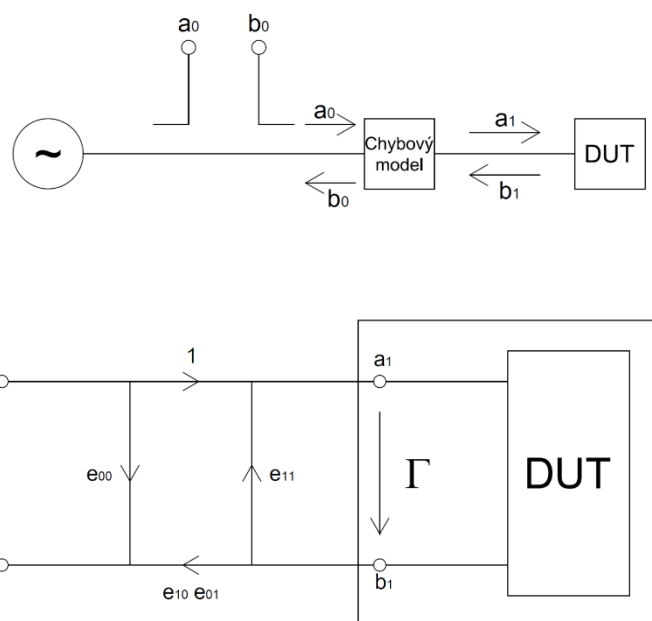 a₀ b₀
a₀ a₁
~ Chybový model DUT
b₀ b₁
1 a₁
e₀₀ e₁₁ Γ DUT
b₁
e₁₀ e₀₁